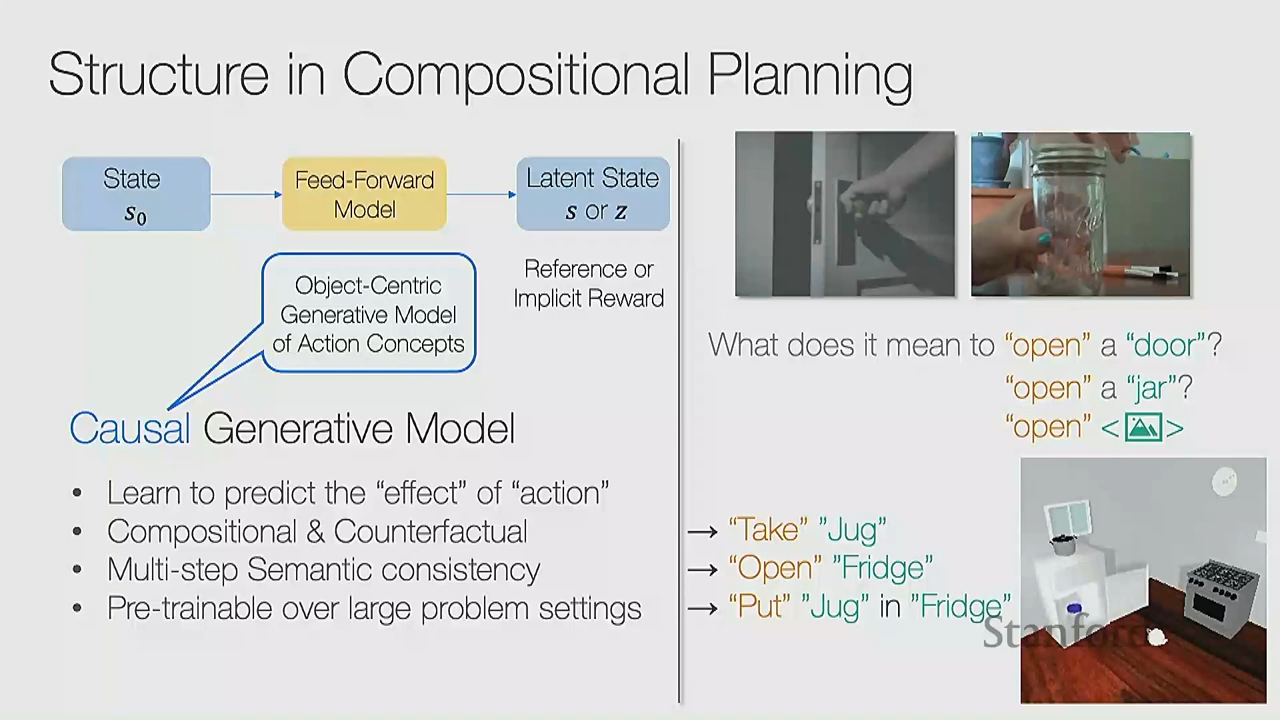 Structure in Compositional Planning
State
s₀
Feed-Forward
Model
Latent State
s or z
Object-Centric
Generative Model
of Action Concepts
Reference or
Implicit Reward
Causal Generative Model
• Learn to predict the “effect” of “action”
• Compositional & Counterfactual
• Multi-step Semantic consistency
• Pre-trainable over large problem settings
What does it mean to “open” a “door”?
“open” a “jar”?
“open” < >
→ “Take” ”Jug”
→ “Open” ”Fridge”
→ “Put” ”Jug” in ”Fridge”
Stanford